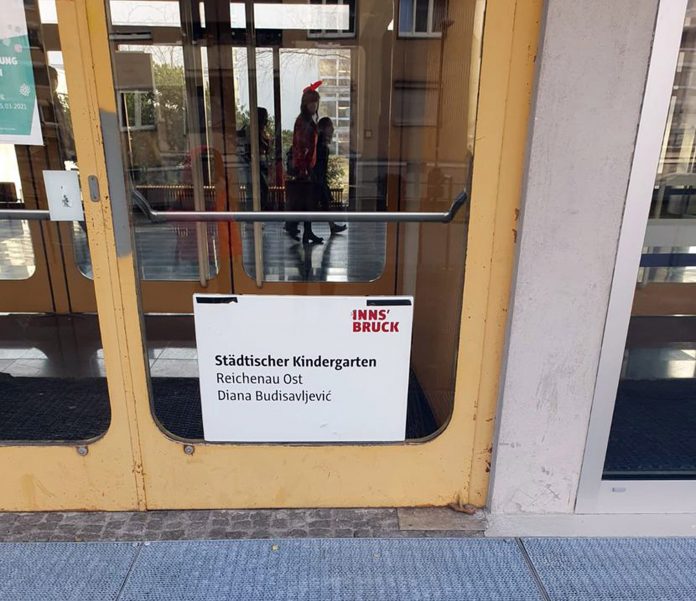 INNS'
BRUCK
Städtischer Kindergarten
Reichenau Ost
Diana Budisavljević